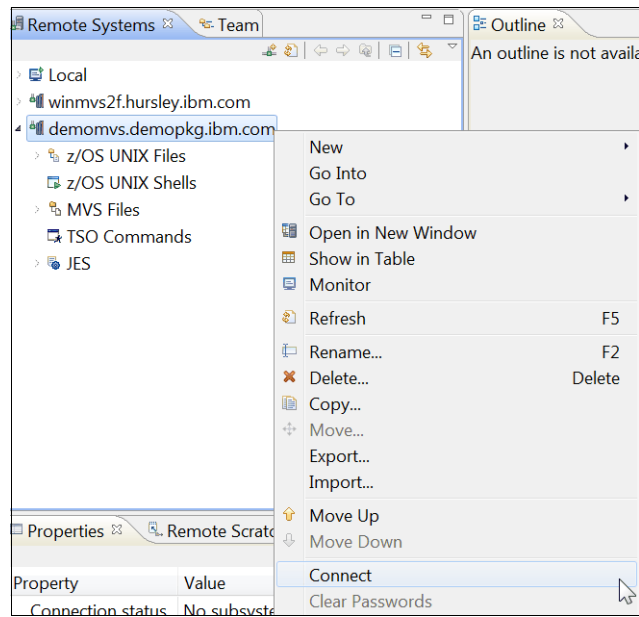 Remote Systems Team
Outline
An outline is not availa
Local
winmvs2f.hursley.ibm.com
demomvs.demopkg.ibm.com
z/OS UNIX Files
z/OS UNIX Shells
MVS Files
TSO Commands
JES
New
Go Into
Go To
Open in New Window
Show in Table
Monitor
Refresh F5
Rename... F2
Delete... Delete
Copy...
Move...
Export...
Import...
Move Up
Move Down
Connect
Clear Passwords
Properties Remote Scratc
Property Value
Connection status No subsyste